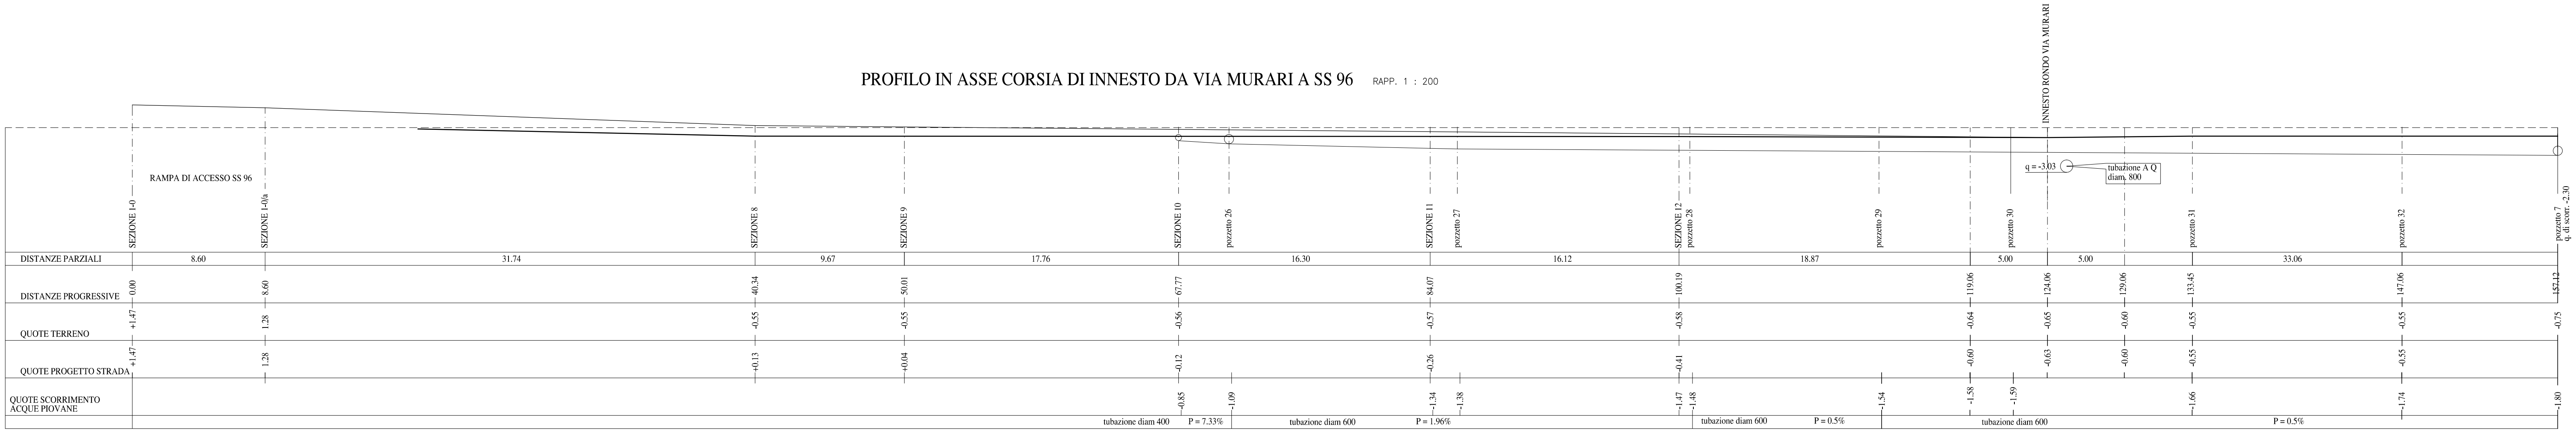 INNESTO RONDO VIA MURARI
PROFILO IN ASSE CORSIA DI INNESTO DA VIA MURARI A SS 96
RAPP. 1 : 200
RAMPA DI ACCESSO SS 96
q = -3.03
tubazione A Q
diam. 800
SEZIONE 1-0
SEZIONE 1-0/a
SEZIONE 8
SEZIONE 9
SEZIONE 10
pozzetto 26
SEZIONE 11
pozzetto 27
SEZIONE 12
pozzetto 28
pozzetto 29
pozzetto 30
pozzetto 31
pozzetto 32
pozzetto 7
q. di scorr. -2.30
DISTANZE PARZIALI 8.60 31.74 9.67 17.76 16.30 16.12 18.87 5.00 5.00 33.06
DISTANZE PROGRESSIVE 0.00 8.60 40.34 50.01 67.77 84.07 100.19 119.06 124.06 129.06 133.45 147.06 157.12
QUOTE TERRENO +1.47 1.28 -0.55 -0.55 -0.56 -0.57 -0.58 -0.64 -0.65 -0.60 -0.55 -0.55 -0.75
QUOTE PROGETTO STRADA +1.47 1.28 +0.13 +0.04 -0.12 -0.26 -0.41 -0.60 -0.63 -0.60 -0.55 -0.55
QUOTE SCORRIMENTO
ACQUE PIOVANE
-0.85 -1.09 -1.34 -1.38 -1.47 -1.48 -1.54 -1.58 -1.59 -1.66 -1.74 -1.80
tubazione diam 400 P = 7.33% tubazione diam 600 P = 1.96% tubazione diam 600 P = 0.5% tubazione diam 600 P = 0.5%